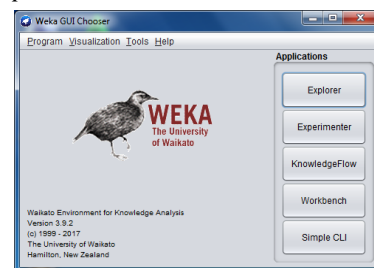 Weka GUI Chooser
Program Visualization Tools Help
Applications
WEKA
The University
of Waikato
Explorer
Experimenter
KnowledgeFlow
Workbench
Simple CLI
Waikato Environment for Knowledge Analysis
Version 3.9.2
(c) 1999 - 2017
The University of Waikato
Hamilton, New Zealand